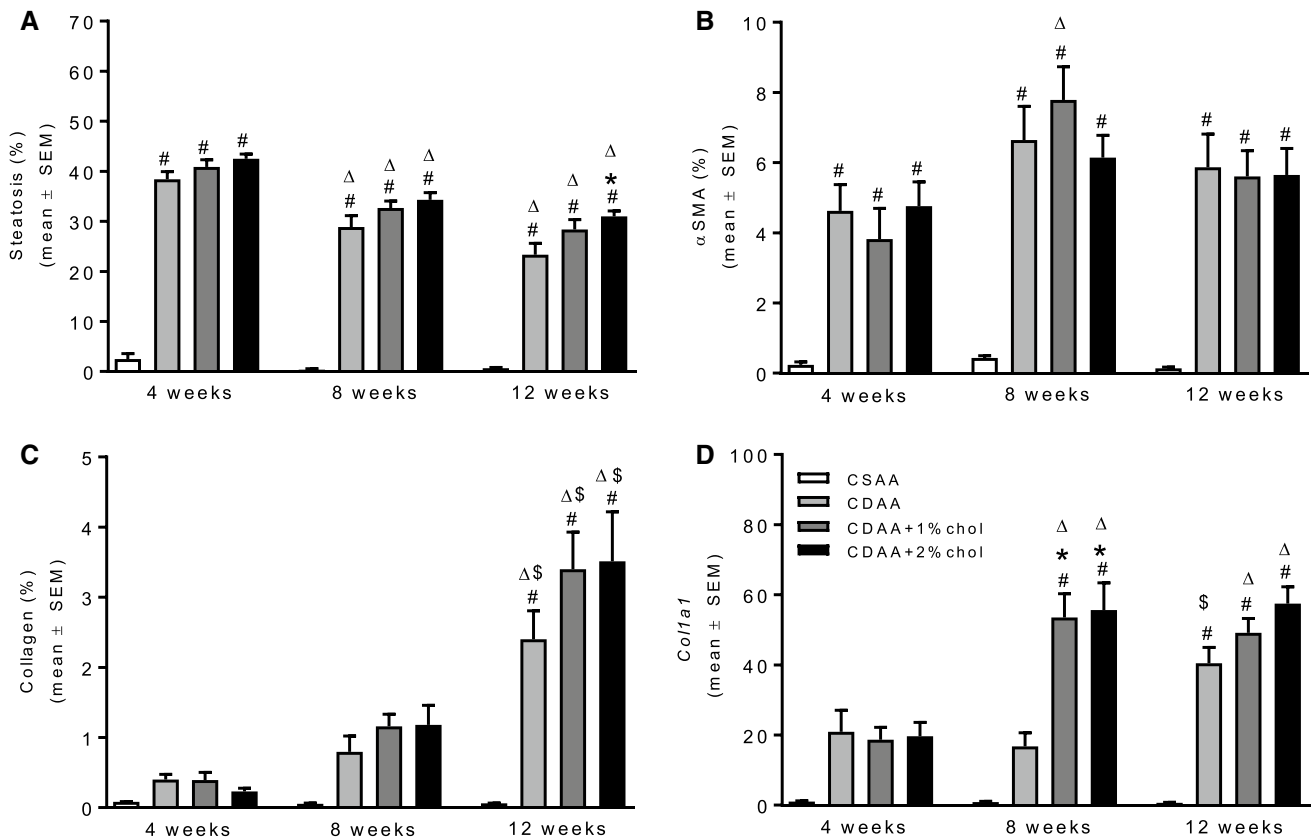 A
Steatosis (%)
(mean ± SEM)
70
60
50
40
30
20
10
0
# # #
Δ Δ Δ
# # #
Δ Δ Δ
*
# # #
4 weeks 8 weeks 12 weeks
B
αSMA (%)
(mean ± SEM)
10
8
6
4
2
0
# # #
Δ
# # #
# # #
4 weeks 8 weeks 12 weeks
C
Collagen (%)
(mean ± SEM)
5
4
3
2
1
0
Δ$ Δ$ Δ$
# # #
4 weeks 8 weeks 12 weeks
D
Col1a1
(mean ± SEM)
100
80
60
40
20
0
CSAA
CDAA
CDAA+1% chol
CDAA+2% chol
Δ Δ
* *
# #
$ Δ Δ
# # #
4 weeks 8 weeks 12 weeks